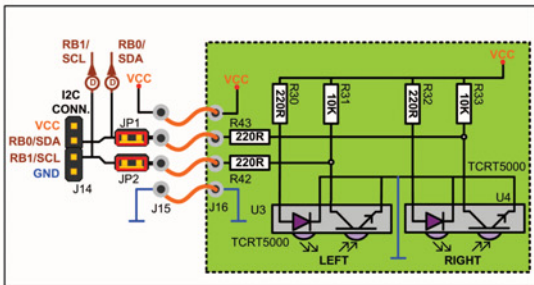 RB1/ RB0/
SCL SDA
D D
VCC
VCC
VCC
I2C
CONN.
VCC
RB0/SDA
RB1/SCL
GND
J14
JP1
JP2
J15
J16
R43
220R
220R
R42
220R
R30
10K
R31
220R
R32
10K
R33
U3
TCRT5000
LEFT
TCRT5000
U4
RIGHT